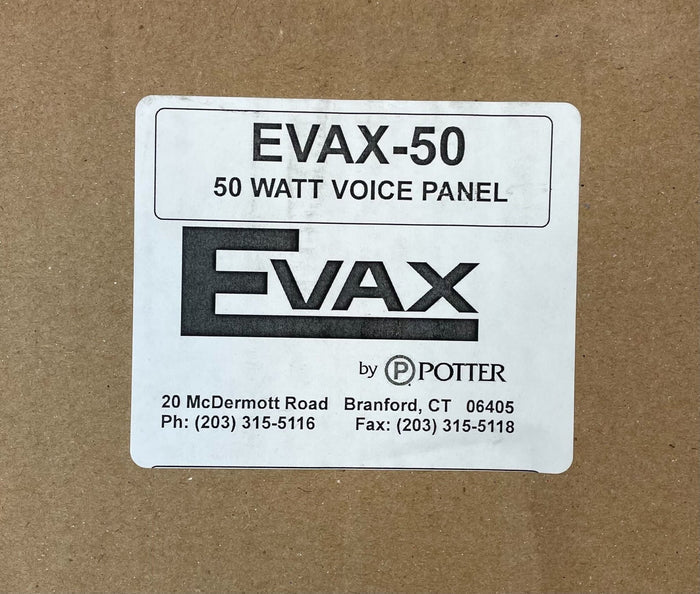 EVAX-50
50 WATT VOICE PANEL
EVAX
by P POTTER
20 McDermott Road Branford, CT 06405
Ph: (203) 315-5116 Fax: (203) 315-5118